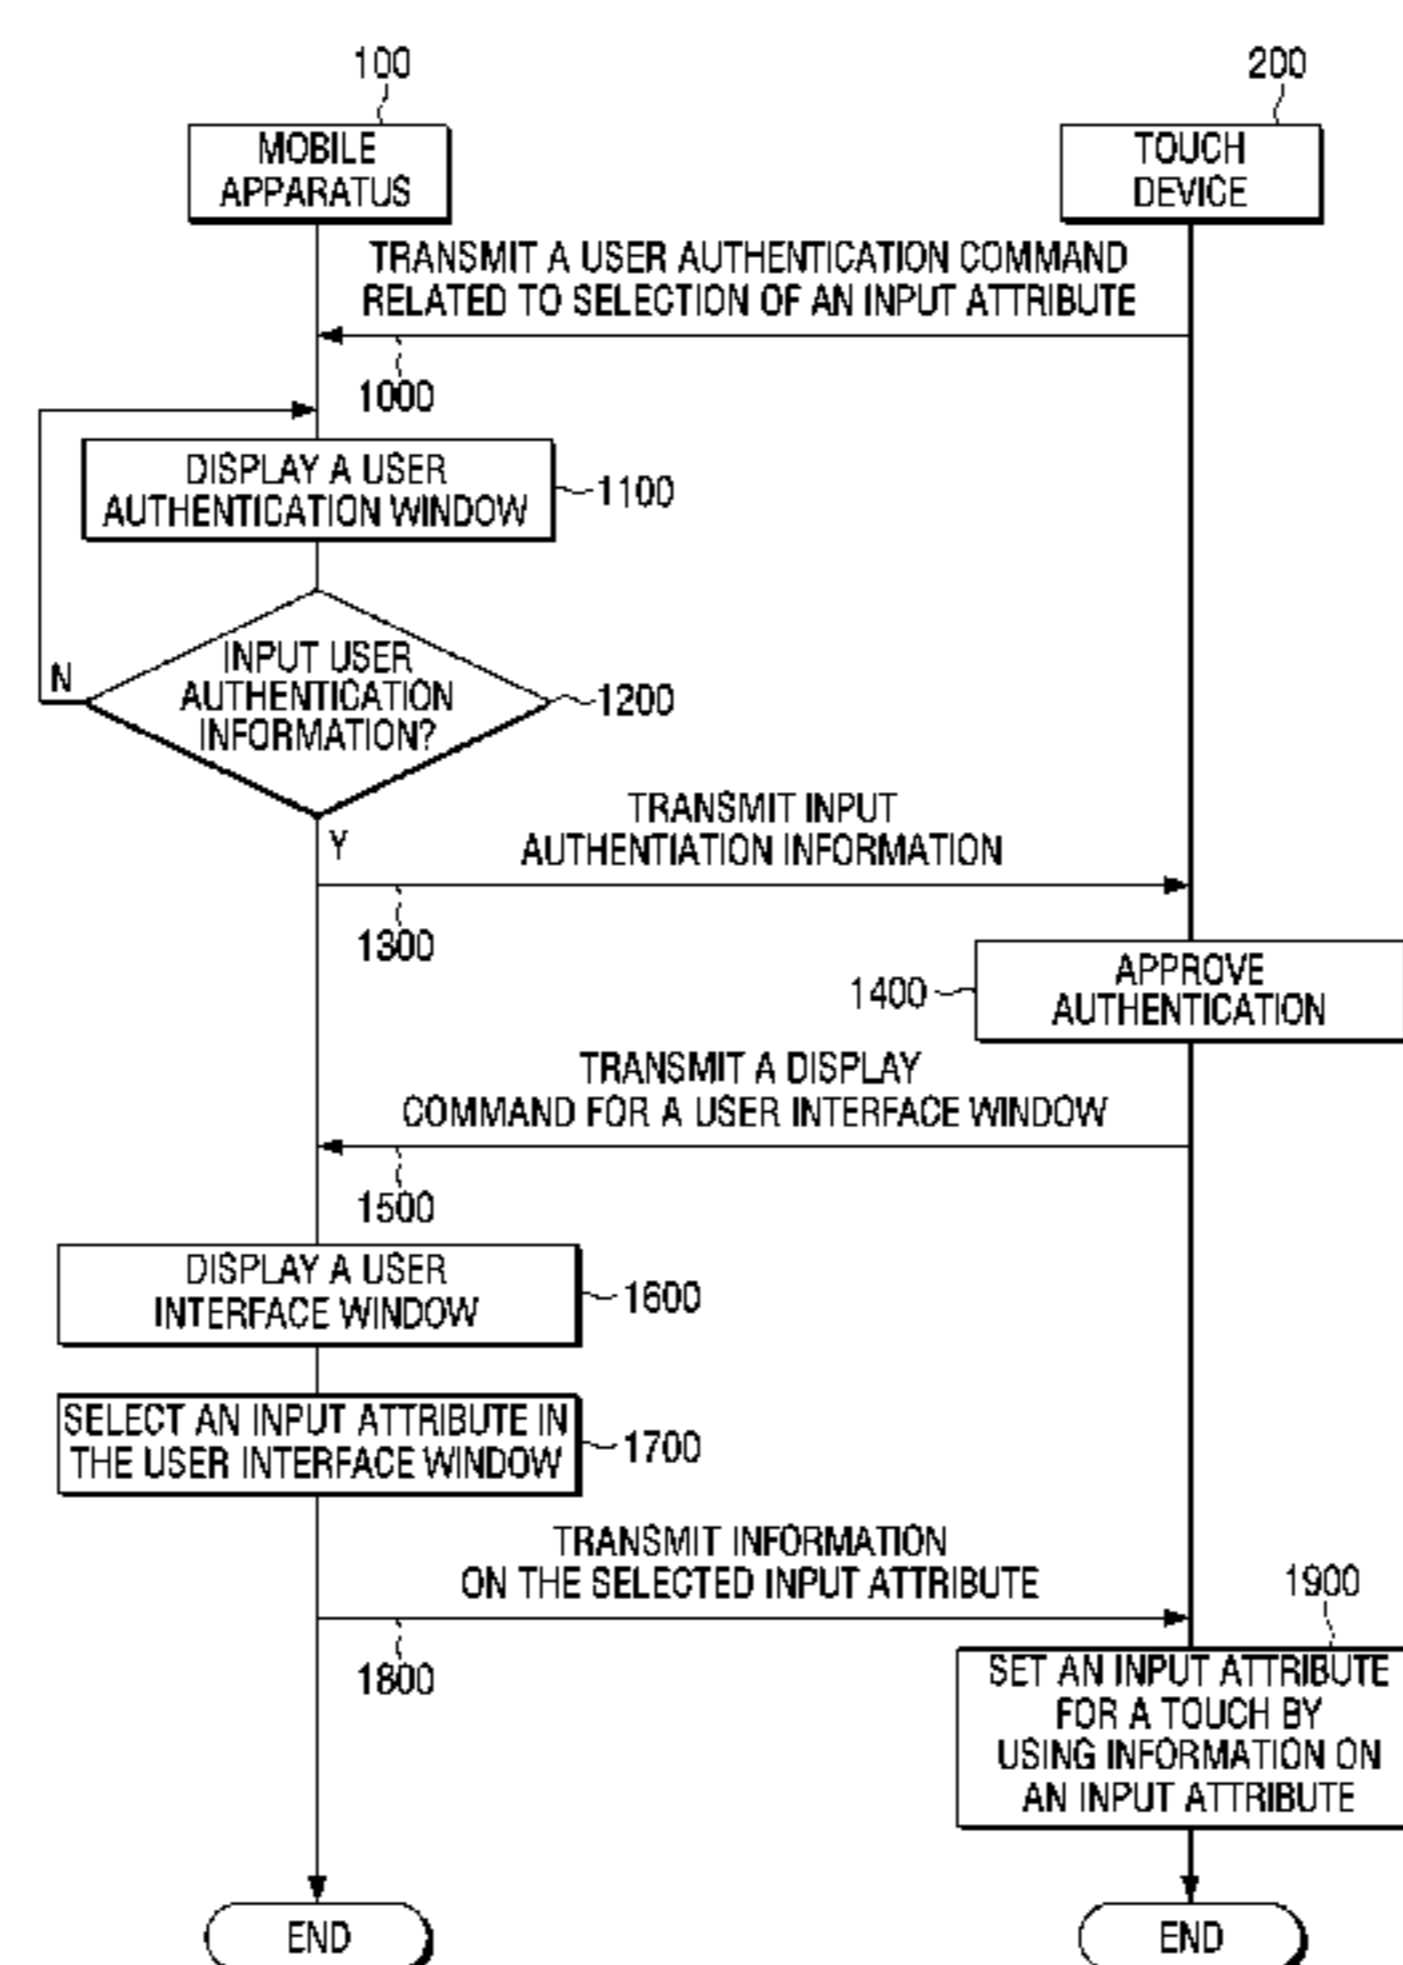 100
200
MOBILE
APPARATUS
TOUCH
DEVICE
TRANSMIT A USER AUTHENTICATION COMMAND
RELATED TO SELECTION OF AN INPUT ATTRIBUTE
1000
DISPLAY A USER
AUTHENTICATION WINDOW
1100
INPUT USER
AUTHENTICATION
INFORMATION?
N
1200
Y
TRANSMIT INPUT
AUTHENTIATION INFORMATION
1300
APPROVE
AUTHENTICATION
1400
TRANSMIT A DISPLAY
COMMAND FOR A USER INTERFACE WINDOW
1500
DISPLAY A USER
INTERFACE WINDOW
1600
SELECT AN INPUT ATTRIBUTE IN
THE USER INTERFACE WINDOW
1700
TRANSMIT INFORMATION
ON THE SELECTED INPUT ATTRIBUTE
1800
1900
SET AN INPUT ATTRIBUTE
FOR A TOUCH BY
USING INFORMATION ON
AN INPUT ATTRIBUTE
END
END